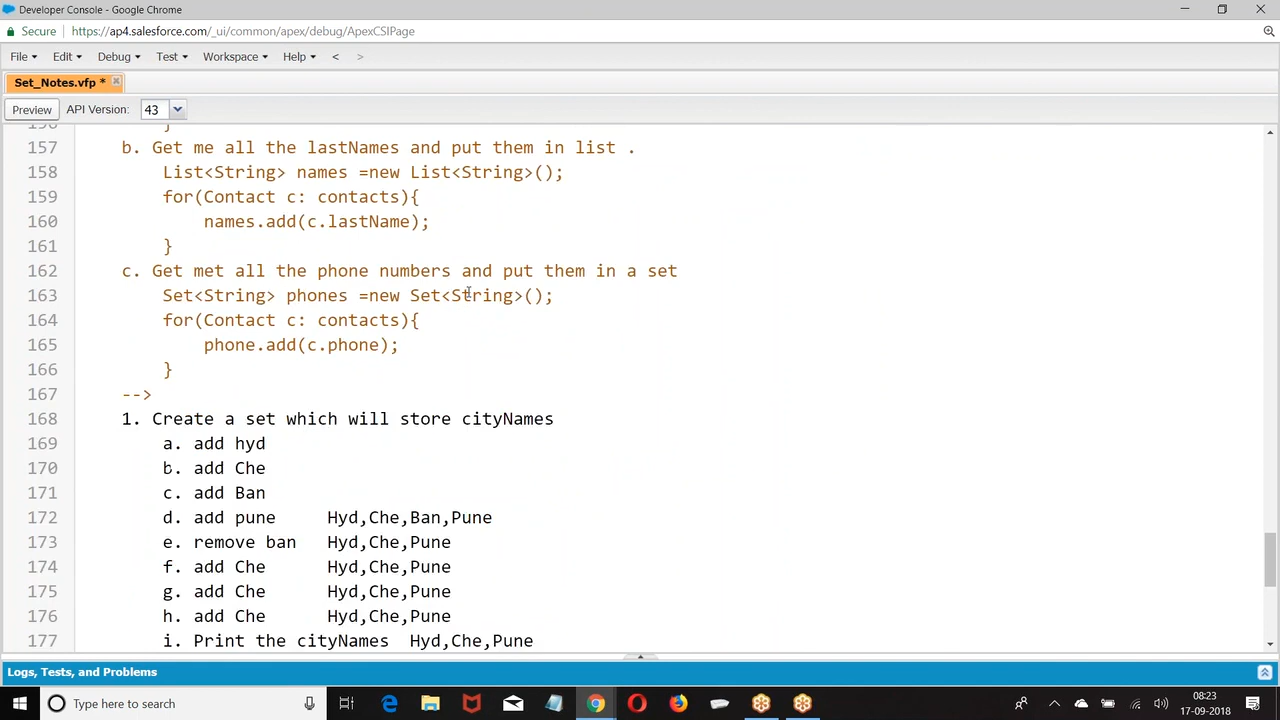 Developer Console - Google Chrome
Secure https://ap4.salesforce.com/_ui/common/apex/debug/ApexCSIPage
File Edit Debug Test Workspace Help < >
Set_Notes.vfp *
Preview API Version: 43
157 b. Get me all the lastNames and put them in list .
158 List<String> names =new List<String>();
159 for(Contact c: contacts){
160 names.add(c.lastName);
161 }
162 c. Get met all the phone numbers and put them in a set
163 Set<String> phones =new Set<String>();
164 for(Contact c: contacts){
165 phone.add(c.phone);
166 }
167 -->
168 1. Create a set which will store cityNames
169 a. add hyd
170 b. add Che
171 c. add Ban
172 d. add pune Hyd,Che,Ban,Pune
173 e. remove ban Hyd,Che,Pune
174 f. add Che Hyd,Che,Pune
175 g. add Che Hyd,Che,Pune
176 h. add Che Hyd,Che,Pune
177 i. Print the cityNames Hyd,Che,Pune
Logs, Tests, and Problems
Type here to search
08:23
17-09-2018